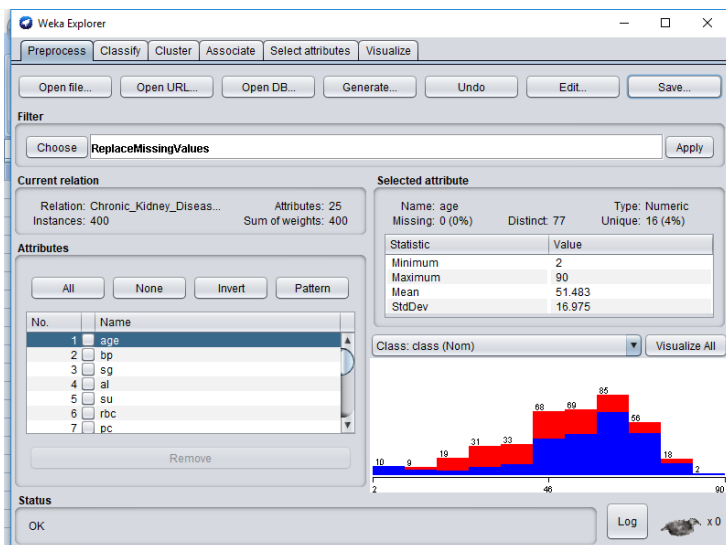 Weka Explorer
Preprocess Classify Cluster Associate Select attributes Visualize
Open file... Open URL... Open DB... Generate... Undo Edit... Save...
Filter
Choose ReplaceMissingValues Apply
Current relation
Relation: Chronic_Kidney_Diseas... Attributes: 25
Instances: 400 Sum of weights: 400
Selected attribute
Name: age Type: Numeric
Missing: 0 (0%) Distinct: 77 Unique: 16 (4%)
Statistic Value
Minimum 2
Maximum 90
Mean 51.483
StdDev 16.975
Attributes
All None Invert Pattern
No. Name
1 age
2 bp
3 sg
4 al
5 su
6 rbc
7 pc
Remove
Class: class (Nom) Visualize All
10 9 19 31 33 68 69 85 56 18 2
2 46 90
Status
OK
Log x 0